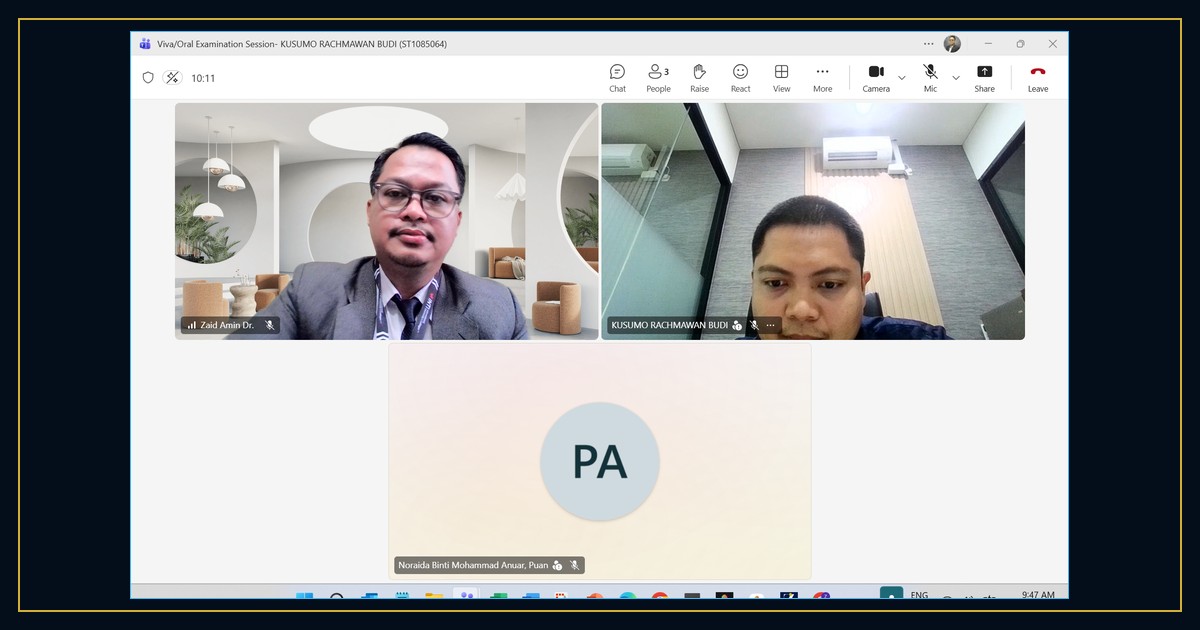 Viva/Oral Examination Session- KUSUMO RACHMAWAN BUDI (ST1085064)
10:11
3
Chat People Raise React View More Camera Mic Share Leave
Zaid Amin Dr.
KUSUMO RACHMAWAN BUDI
PA
Noraida Binti Mohammad Anuar, Puan
ENG
9:47 AM